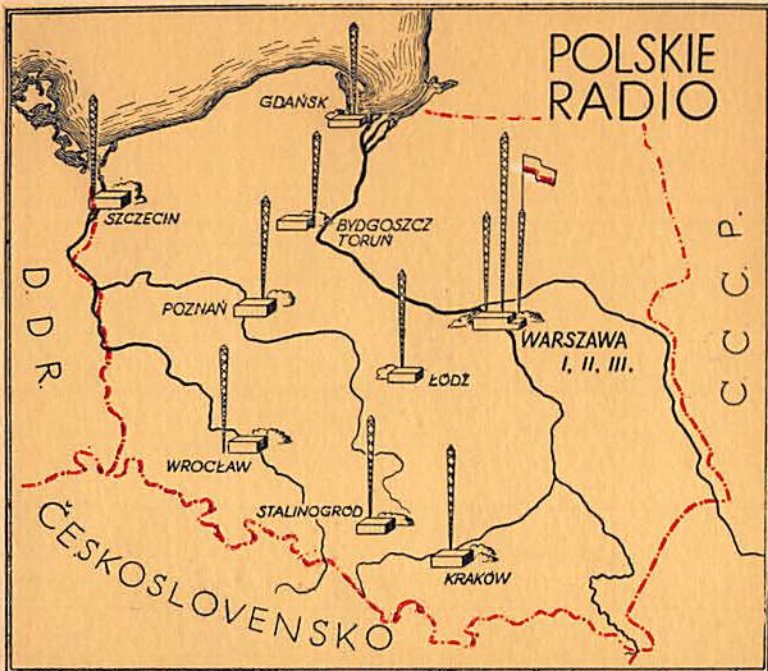 POLSKIE
RADIO
GDAŃSK
SZCZECIN
BYDGOSZCZ
TORUŃ
POZNAŃ
WARSZAWA
I, II, III.
ŁÓDŹ
WROCŁAW
STALINOGRÓD
KRAKÓW
D.D.R.
С.С.С.Р.
ČESKOSLOVENSKO